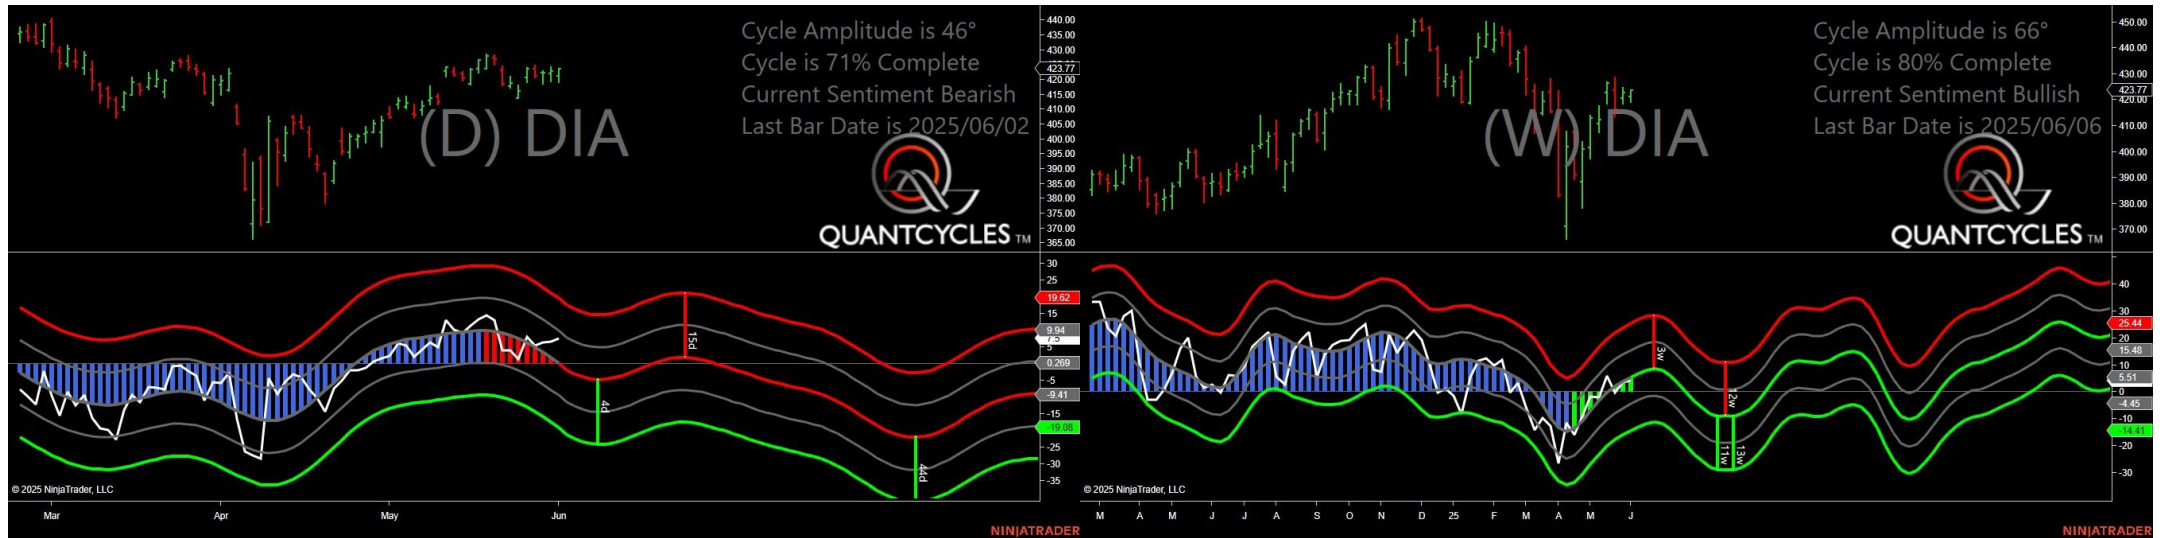 Cycle Amplitude is 46°
Cycle is 71% Complete
Current Sentiment Bearish
Last Bar Date is 2025/06/02
(D) DIA
QUANTCYCLES TM
440.00
435.00
430.00
423.77
420.00
415.00
410.00
405.00
400.00
395.00
390.00
385.00
380.00
375.00
370.00
365.00
30
25
19.62
15
9.94
7.5
5
0.269
-5
-9.41
-15
-19.08
-25
-30
-35
15d
4d
44d
© 2025 NinjaTrader, LLC
Mar
Apr
May
Jun
NINJATRADER
Cycle Amplitude is 66°
Cycle is 80% Complete
Current Sentiment Bullish
Last Bar Date is 2025/06/06
(W) DIA
QUANTCYCLES TM
450.00
440.00
430.00
423.77
420.00
410.00
400.00
390.00
380.00
370.00
40
30
25.44
20
15.48
10
5.51
0
-4.45
-10
-14.41
-20
-30
3w
12w
11w
13w
© 2025 NinjaTrader, LLC
M A M J J A S O N D 25 F M A M J
NINJATRADER